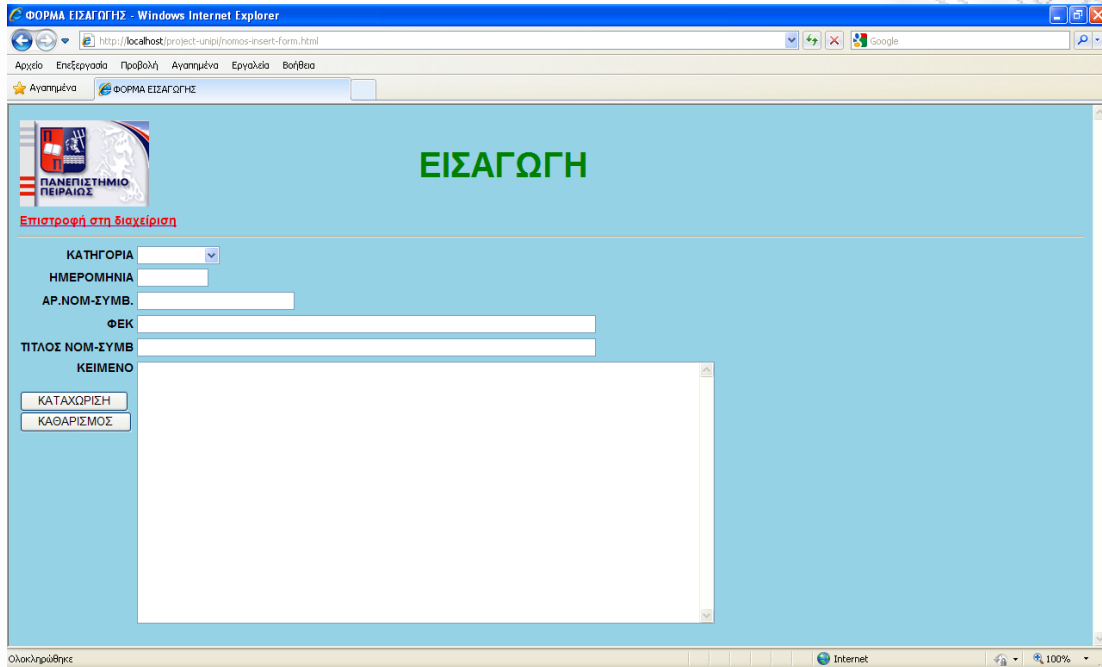 ΦΟΡΜΑ ΕΙΣΑΓΩΓΗΣ - Windows Internet Explorer
http://localhost/project-unipi/nomos-insert-form.html
Google
Αρχείο Επεξεργασία Προβολή Αγαπημένα Εργαλεία Βοήθεια
Αγαπημένα ΦΟΡΜΑ ΕΙΣΑΓΩΓΗΣ
ΠΑΝΕΠΙΣΤΗΜΙΟ
ΠΕΙΡΑΙΩΣ
ΕΙΣΑΓΩΓΗ
Επιστροφή στη διαχείριση
ΚΑΤΗΓΟΡΙΑ
ΗΜΕΡΟΜΗΝΙΑ
ΑΡ.ΝΟΜ-ΣΥΜΒ.
ΦΕΚ
ΤΙΤΛΟΣ ΝΟΜ-ΣΥΜΒ
ΚΕΙΜΕΝΟ
ΚΑΤΑΧΩΡΙΣΗ
ΚΑΘΑΡΙΣΜΟΣ
Ολοκληρώθηκε Internet 100%